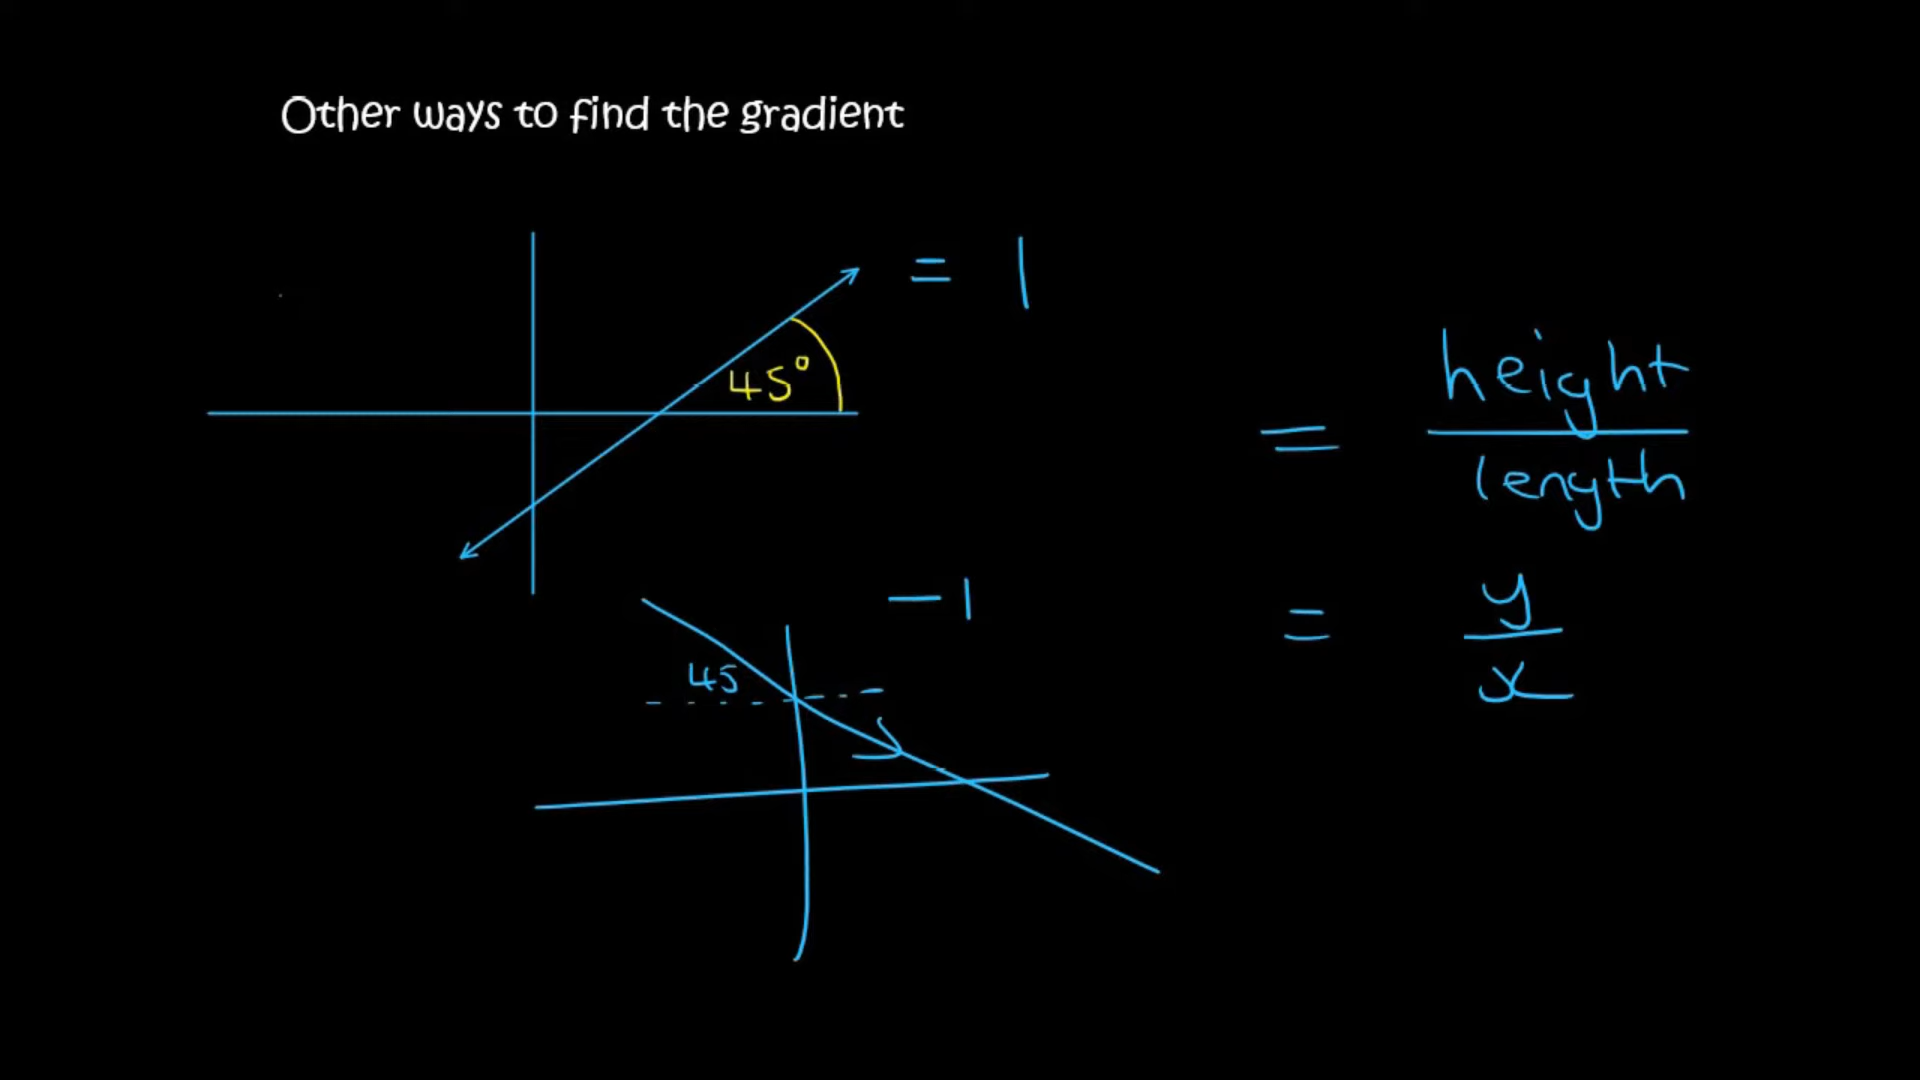 Other ways to find the gradient
= 1
45°
= height
length
-1
= y
x
45